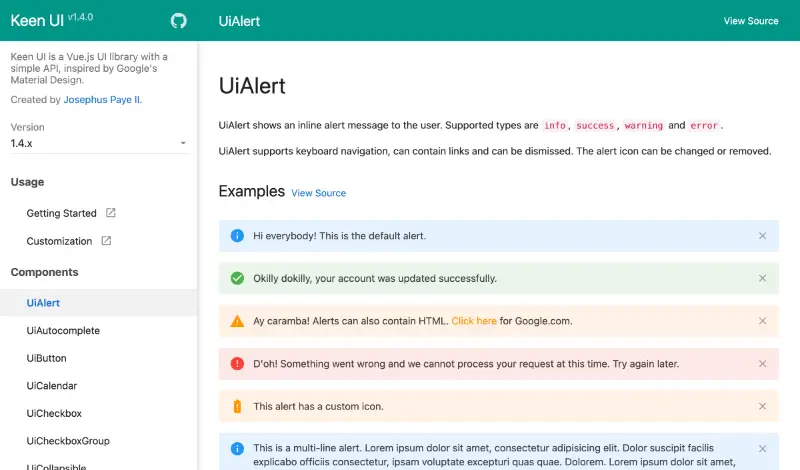 Keen UI v1.4.0
UiAlert
View Source
Keen UI is a Vue.js UI library with a
simple API, inspired by Google's
Material Design.
Created by Josephus Paye II.
Version
1.4.x
Usage
Getting Started
Customization
Components
UiAlert
UiAutocomplete
UiButton
UiCalendar
UiCheckbox
UiCheckboxGroup
UiCollapsible
UiAlert
UiAlert shows an inline alert message to the user. Supported types are info, success, warning and error.
UiAlert supports keyboard navigation, can contain links and can be dismissed. The alert icon can be changed or removed.
Examples View Source
Hi everybody! This is the default alert.
Okilly dokilly, your account was updated successfully.
Ay caramba! Alerts can also contain HTML. Click here for Google.com.
D'oh! Something went wrong and we cannot process your request at this time. Try again later.
This alert has a custom icon.
This is a multi-line alert. Lorem ipsum dolor sit amet, consectetur adipisicing elit. Dolor suscipit facilis
explicabo officiis consectetur, ipsam voluptate excepturi quas quae. Dolorem. Lorem ipsum dolor sit amet,